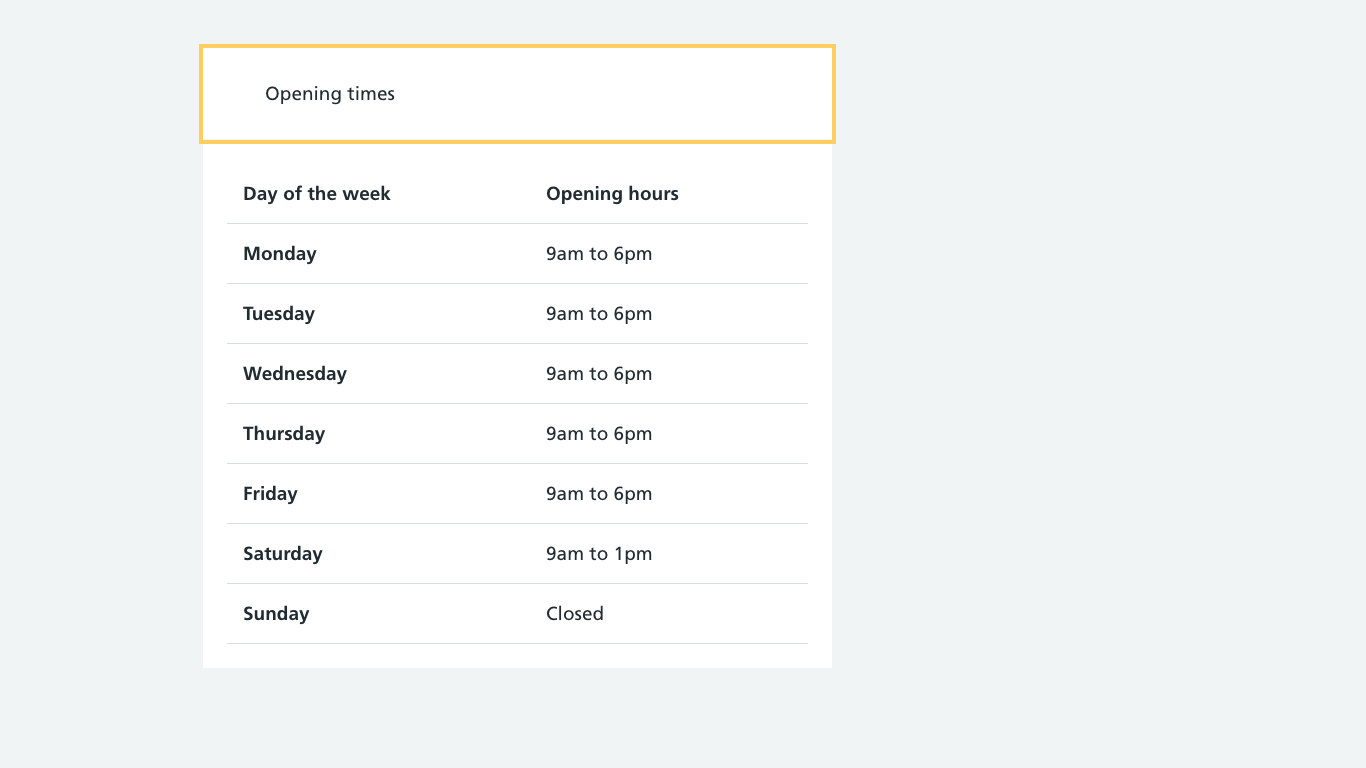 Opening times
Day of the week Opening hours
Monday 9am to 6pm
Tuesday 9am to 6pm
Wednesday 9am to 6pm
Thursday 9am to 6pm
Friday 9am to 6pm
Saturday 9am to 1pm
Sunday Closed